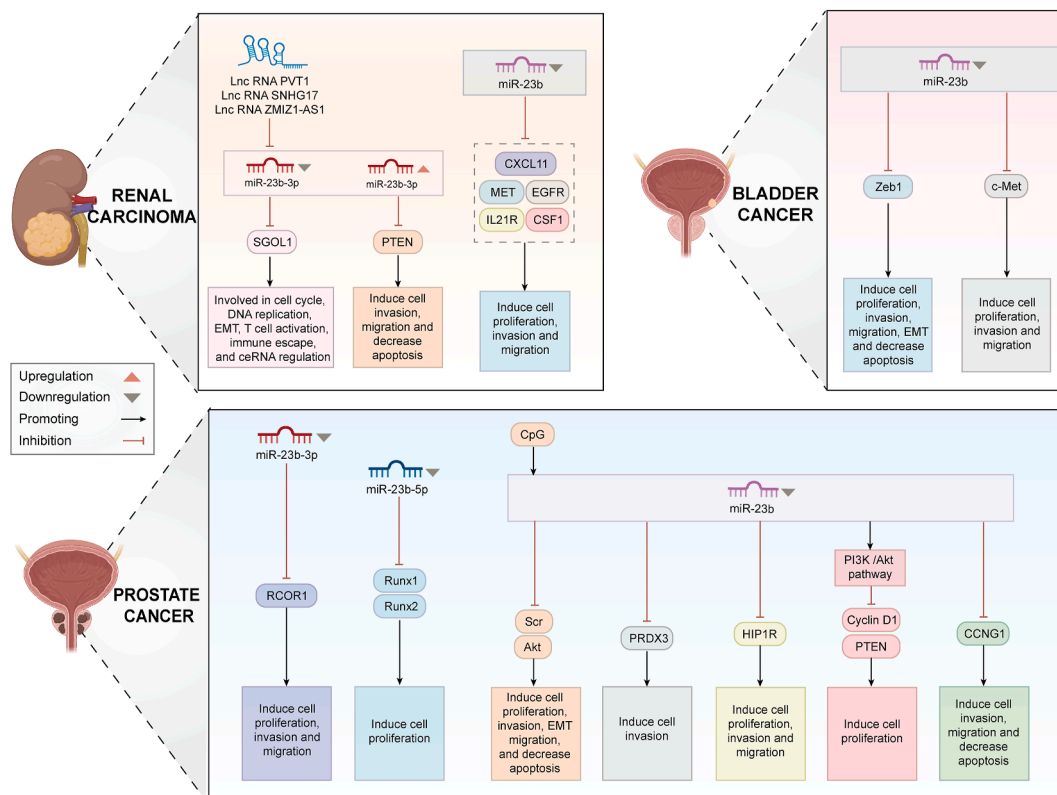 RENAL
CARCINOMA
Lnc RNA PVT1
Lnc RNA SNHG17
Lnc RNA ZMIZ1-AS1
miR-23b-3p
miR-23b-3p
SGOL1
PTEN
Involved in cell cycle,
DNA replication,
EMT, T cell activation,
immune escape,
and ceRNA regulation
Induce cell
invasion,
migration and
decrease
apoptosis
miR-23b
CXCL11
MET
EGFR
IL21R
CSF1
Induce cell
proliferation,
invasion and
migration
BLADDER
CANCER
miR-23b
Zeb1
c-Met
Induce cell
proliferation,
invasion,
migration, EMT
and decrease
apoptosis
Induce cell
proliferation,
invasion and
migration
Upregulation
Downregulation
Promoting
Inhibition
PROSTATE
CANCER
miR-23b-3p
RCOR1
Induce cell
proliferation,
invasion and
migration
miR-23b-5p
Runx1
Runx2
Induce cell
proliferation
CpG
miR-23b
Scr
Akt
Induce cell
proliferation,
invasion, EMT
migration,
and decrease
apoptosis
PRDX3
Induce cell
invasion
HIP1R
Induce cell
proliferation,
invasion and
migration
PI3K /Akt
pathway
Cyclin D1
PTEN
Induce cell
proliferation
CCNG1
Induce cell
invasion,
migration and
decrease
apoptosis